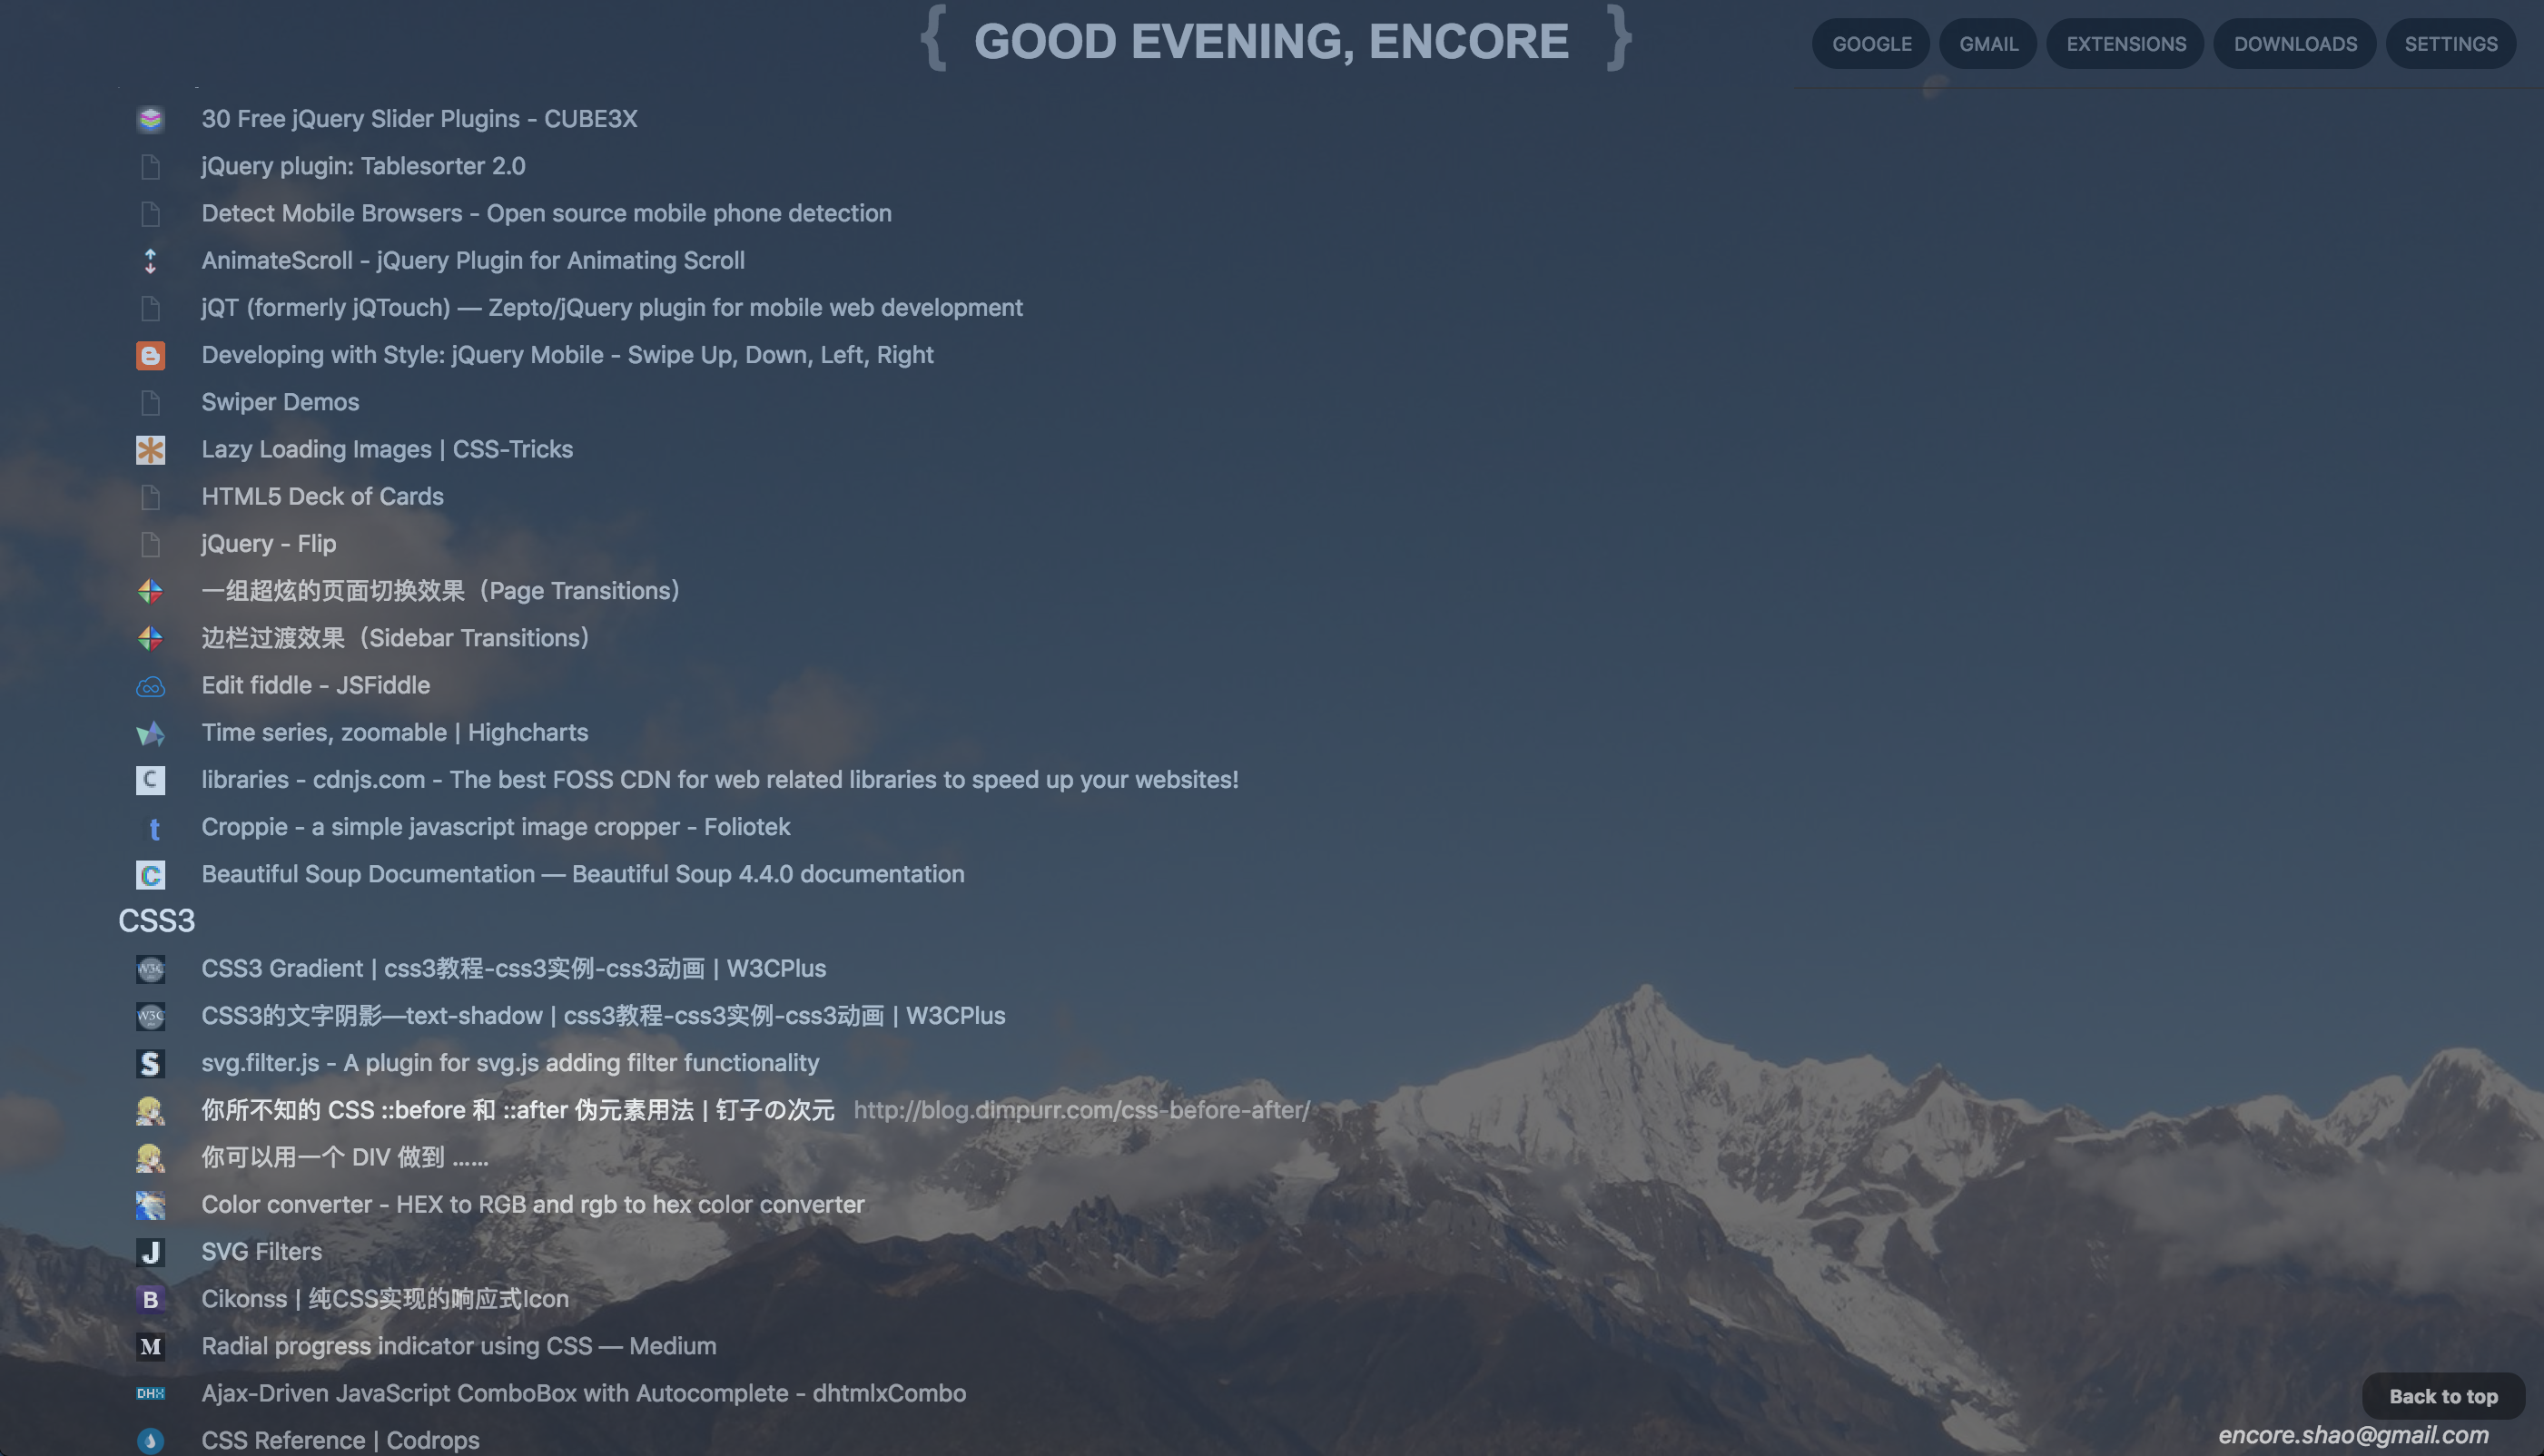 { GOOD EVENING, ENCORE }
GOOGLE GMAIL EXTENSIONS DOWNLOADS SETTINGS
30 Free jQuery Slider Plugins - CUBE3X
jQuery plugin: Tablesorter 2.0
Detect Mobile Browsers - Open source mobile phone detection
AnimateScroll - jQuery Plugin for Animating Scroll
jQT (formerly jQTouch) — Zepto/jQuery plugin for mobile web development
Developing with Style: jQuery Mobile - Swipe Up, Down, Left, Right
Swiper Demos
Lazy Loading Images | CSS-Tricks
HTML5 Deck of Cards
jQuery - Flip
一组超炫的页面切换效果（Page Transitions）
边栏过渡效果（Sidebar Transitions）
Edit fiddle - JSFiddle
Time series, zoomable | Highcharts
C libraries - cdnjs.com - The best FOSS CDN for web related libraries to speed up your websites!
t Croppie - a simple javascript image cropper - Foliotek
C Beautiful Soup Documentation — Beautiful Soup 4.4.0 documentation
CSS3
W3C CSS3 Gradient | css3教程-css3实例-css3动画 | W3CPlus
W3C CSS3的文字阴影—text-shadow | css3教程-css3实例-css3动画 | W3CPlus
S svg.filter.js - A plugin for svg.js adding filter functionality
你所不知的 CSS ::before 和 ::after 伪元素用法 | 钉子の次元 http://blog.dimpurr.com/css-before-after/
你可以用一个 DIV 做到 ……
Color converter - HEX to RGB and rgb to hex color converter
J SVG Filters
B Cikonss | 纯CSS实现的响应式Icon
M Radial progress indicator using CSS — Medium
DHX Ajax-Driven JavaScript ComboBox with Autocomplete - dhtmlxCombo
CSS Reference | Codrops
Back to top
encore.shao@gmail.com